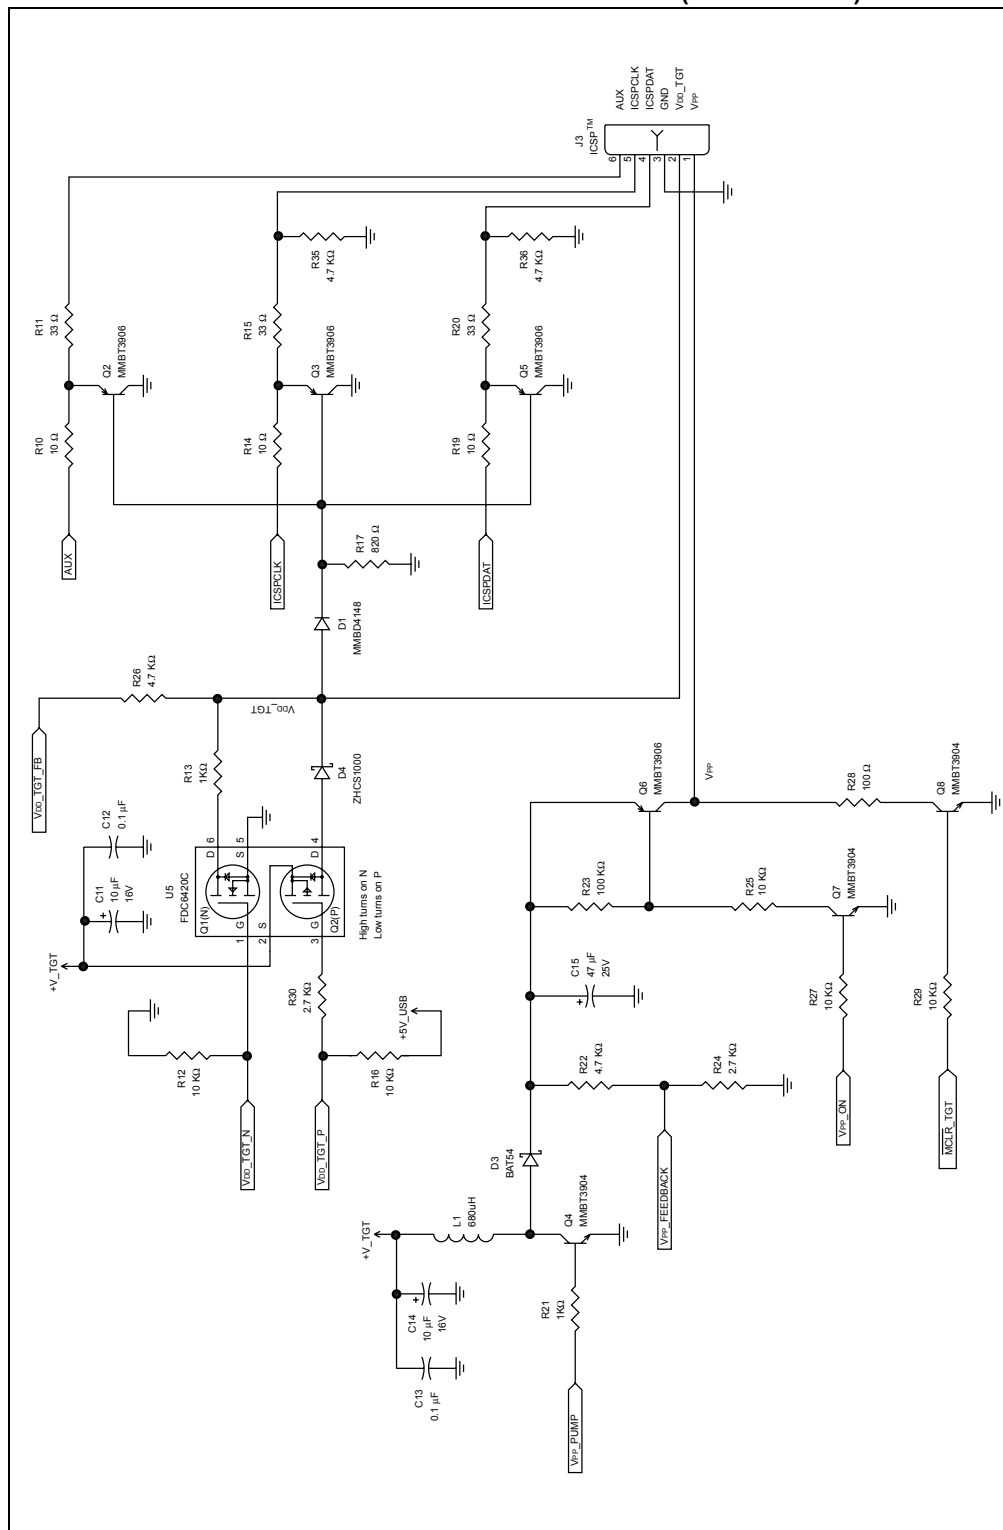 J3
ICSP™
6
5
4
3
2
1
AUX
ICSPCLK
ICSPDAT
GND
VDD_TGT
VPP
R11
33 Ω
R10
10 Ω
Q2
MMBT3906
AUX
R35
4.7 KΩ
R15
33 Ω
Q3
MMBT3906
R14
10 Ω
ICSPCLK
R36
4.7 KΩ
R20
33 Ω
Q5
MMBT3906
R19
10 Ω
ICSPDAT
R17
820 Ω
D1
MMBD4148
R26
4.7 KΩ
VDD_TGT_FB
VDD_TGT
R13
1KΩ
D4
ZHCS1000
C12
0.1 µF
C11
10 µF
16V
+
+V_TGT
U5
FDC6420C
Q1(N)
D
6
S
5
G
1
S
2
D
4
G
3
Q2(P)
High turns on N
Low turns on P
R30
2.7 KΩ
+5V_USB
R12
10 KΩ
R16
10 KΩ
VDD_TGT_N
VDD_TGT_P
Q6
MMBT3906
VPP
R28
100 Ω
Q8
MMBT3904
R23
100 KΩ
R25
10 KΩ
Q7
MMBT3904
C15
47 µF
25V
+
R27
10 KΩ
R29
10 KΩ
R22
4.7 KΩ
R24
2.7 KΩ
VPP_ON
MCLR_TGT
D3
BAT54
VPP_FEEDBACK
+V_TGT
L1
680uH
Q4
MMBT3904
C14
10 µF
16V
+
C13
0.1 µF
R21
1KΩ
VPP_PUMP